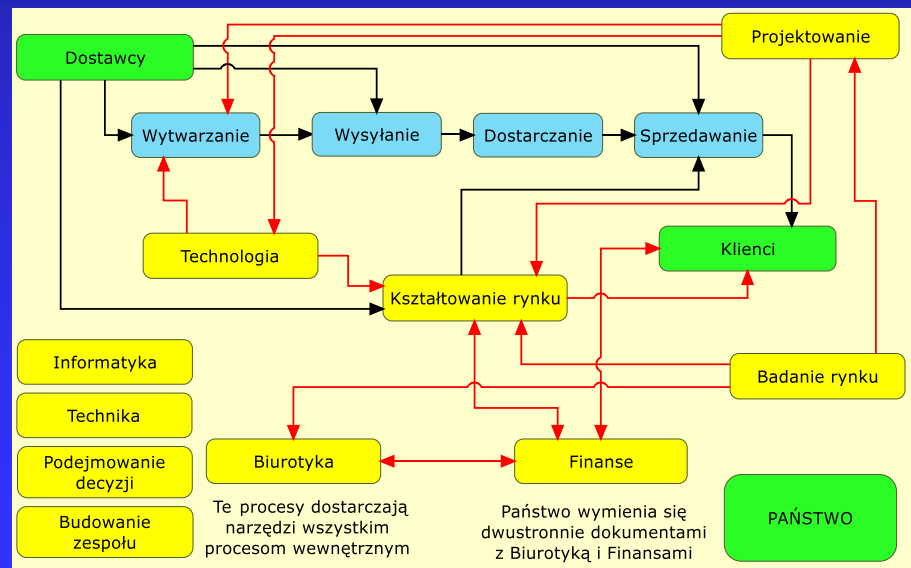 Projektowanie
Dostawcy
Wytwarzanie
Wysyłanie
Dostarczanie
Sprzedawanie
Technologia
Klienci
Kształtowanie rynku
Informatyka
Badanie rynku
Technika
Podejmowanie
decyzji
Biurotyka
Finanse
Budowanie
zespołu
Te procesy dostarczają
narzędzi wszystkim
procesom wewnętrznym
Państwo wymienia się
dwustronnie dokumentami
z Biurotyką i Finansami
PAŃSTWO